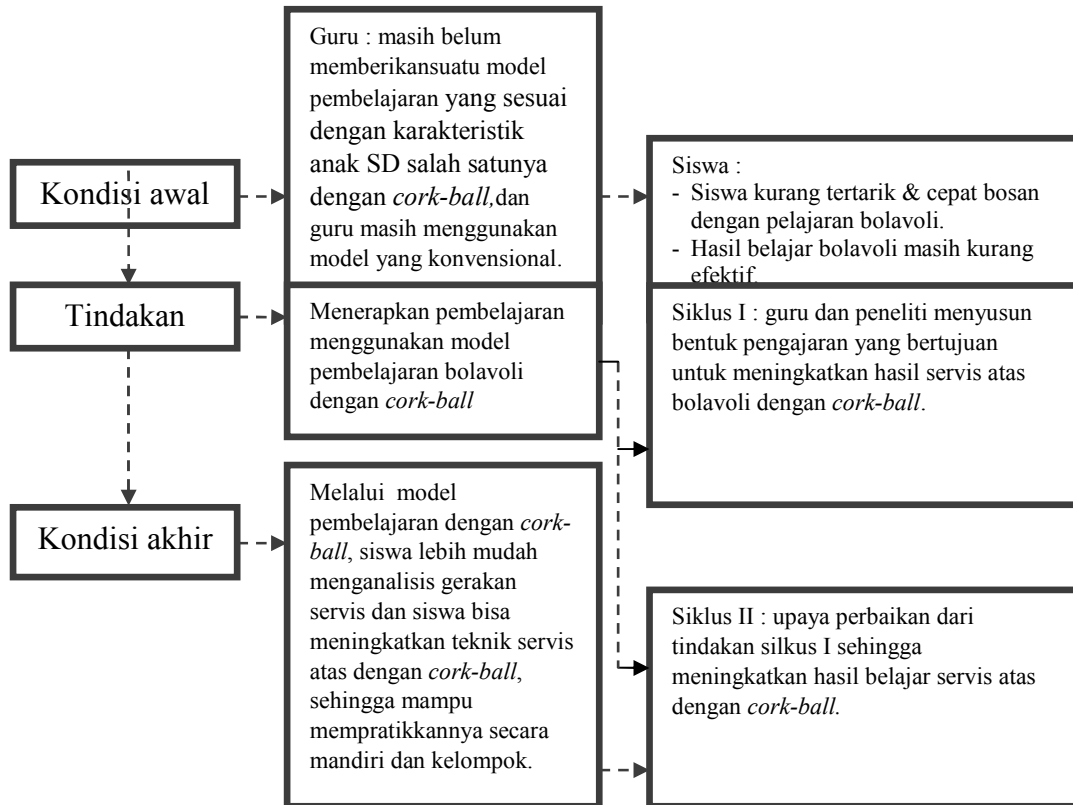 Guru : masih belum
memberikansuatu model
pembelajaran yang sesuai
dengan karakteristik
anak SD salah satunya
dengan cork-ball,dan
guru masih menggunakan
model yang konvensional.
Kondisi awal
Siswa :
- Siswa kurang tertarik & cepat bosan
dengan pelajaran bolavoli.
- Hasil belajar bolavoli masih kurang
efektif.
Tindakan
Menerapkan pembelajaran
menggunakan model
pembelajaran bolavoli
dengan cork-ball
Siklus I : guru dan peneliti menyusun
bentuk pengajaran yang bertujuan
untuk meningkatkan hasil servis atas
bolavoli dengan cork-ball.
Kondisi akhir
Melalui model
pembelajaran dengan cork-
ball, siswa lebih mudah
menganalisis gerakan
servis dan siswa bisa
meningkatkan teknik servis
atas dengan cork-ball,
sehingga mampu
mempratikkannya secara
mandiri dan kelompok.
Siklus II : upaya perbaikan dari
tindakan silkus I sehingga
meningkatkan hasil belajar servis atas
dengan cork-ball.